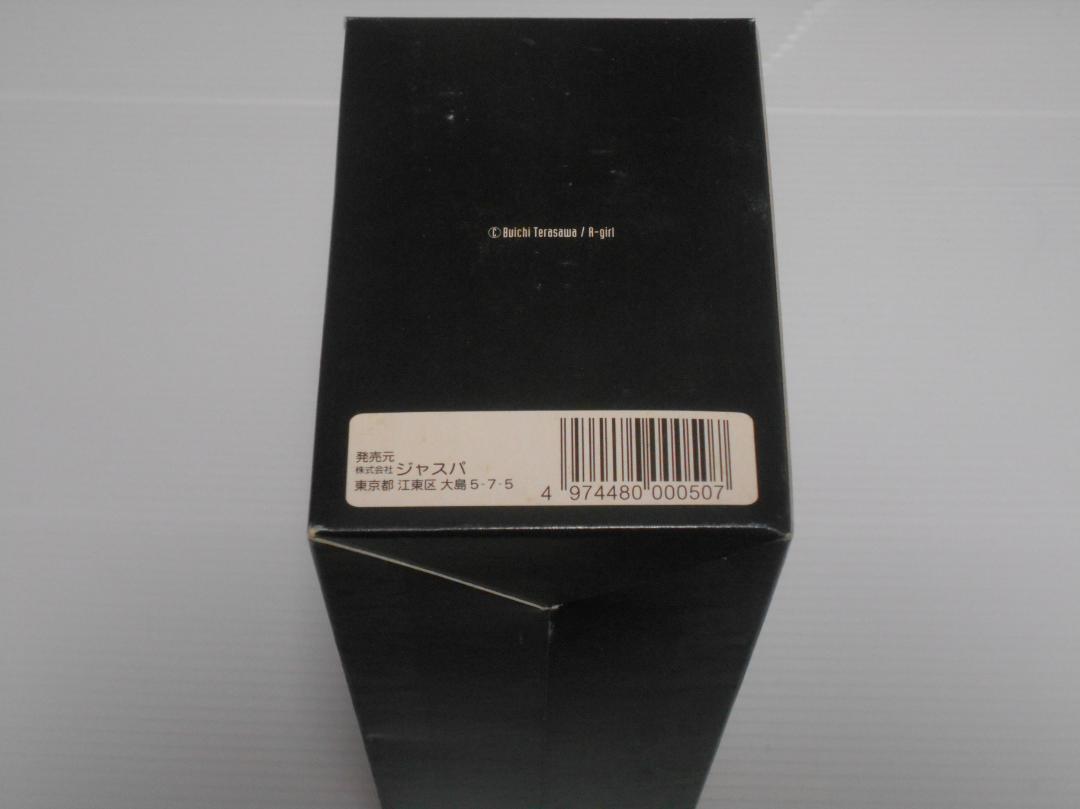 Ⓒ Buichi Terasawa / A-girl
発売元
株式会社 ジャスパ
東京都 江東区 大島 5-7-5
4 974480 000507